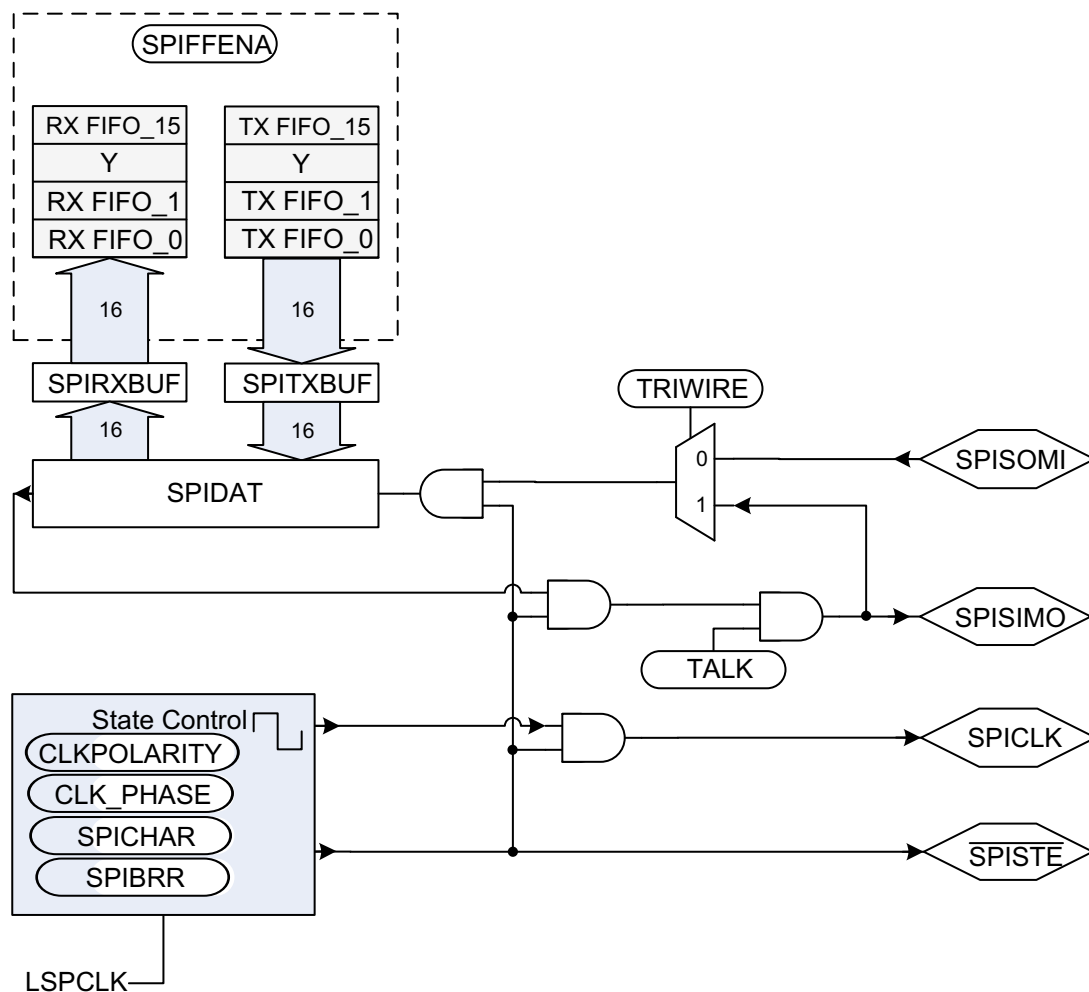 SPIFFENA
RX FIFO_15
Y
RX FIFO_1
RX FIFO_0
TX FIFO_15
Y
TX FIFO_1
TX FIFO_0
16
16
SPIRXBUF
SPITXBUF
16
16
SPIDAT
TRIWIRE
0
1
SPISOMI
SPISIMO
TALK
State Control
CLKPOLARITY
CLK_PHASE
SPICHAR
SPIBRR
SPICLK
SPISTE
LSPCLK